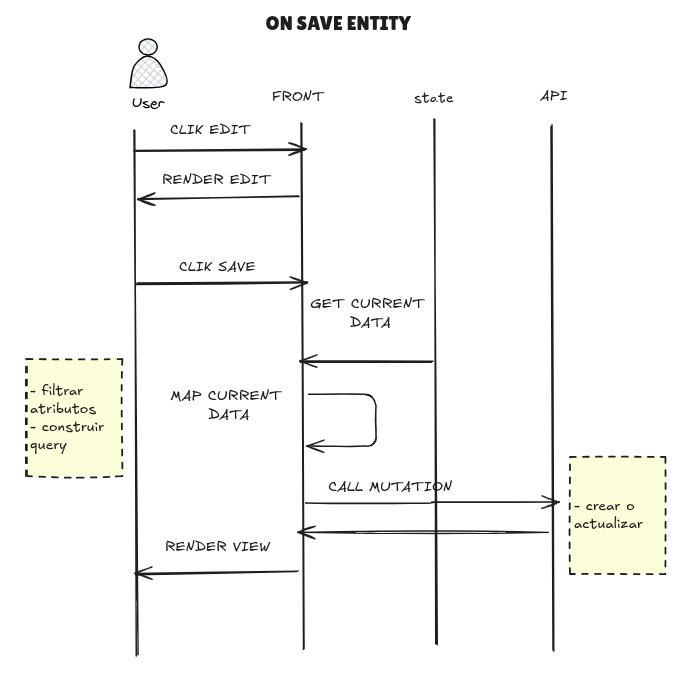 ON SAVE ENTITY
User
FRONT
state
API
CLIK EDIT
RENDER EDIT
CLIK SAVE
GET CURRENT
DATA
- filtrar
atributos
- construir
query
MAP CURRENT
DATA
CALL MUTATION
- crear o
actualizar
RENDER VIEW